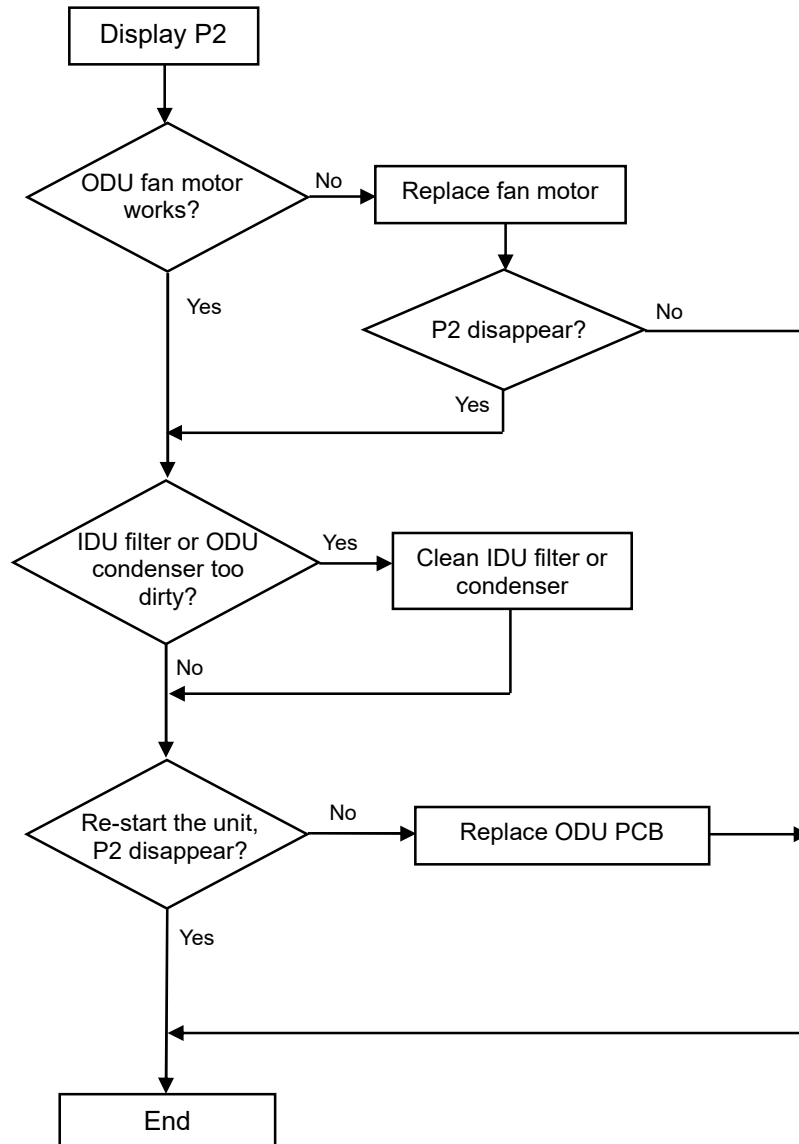 Display P2
ODU fan motor
works?
No
Replace fan motor
Yes
P2 disappear?
No
Yes
IDU filter or ODU
condenser too
dirty?
Yes
Clean IDU filter or
condenser
No
Re-start the unit,
P2 disappear?
No
Replace ODU PCB
Yes
End